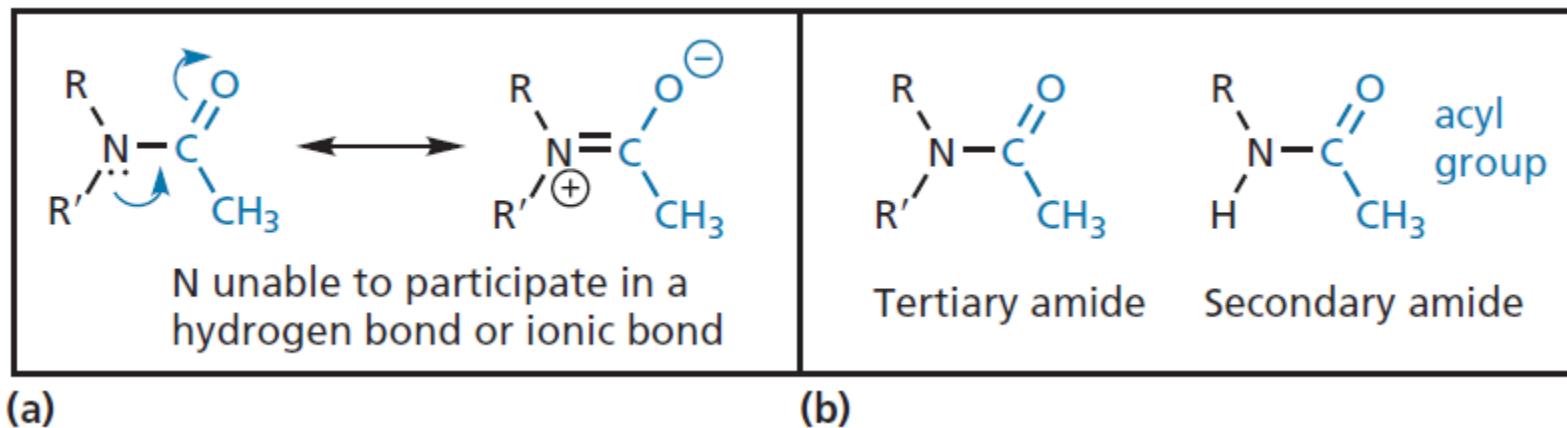 R O R O −
N C N C
R′ CH3 R′ + CH3
N unable to participate in a
hydrogen bond or ionic bond
(a)
R O R O acyl
N C N C group
R′ CH3 H CH3
Tertiary amide Secondary amide
(b)